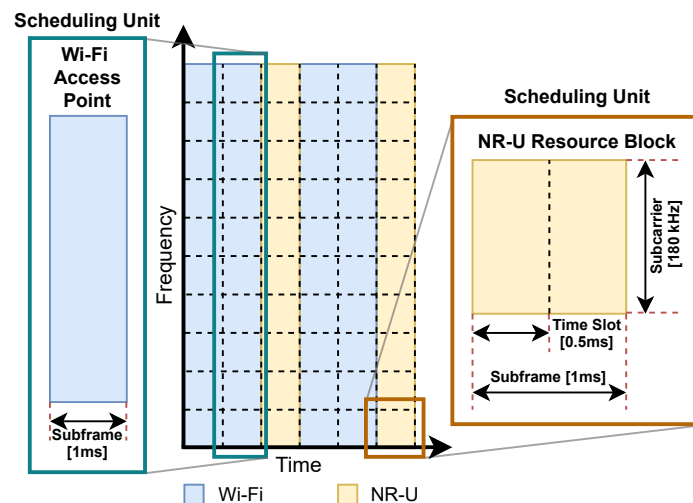 Scheduling Unit
Wi-Fi
Access
Point
Subframe
[1ms]
Frequency
Time
Scheduling Unit
NR-U Resource Block
Subcarrier
[180 kHz]
Time Slot
[0.5ms]
Subframe [1ms]
Wi-Fi
NR-U